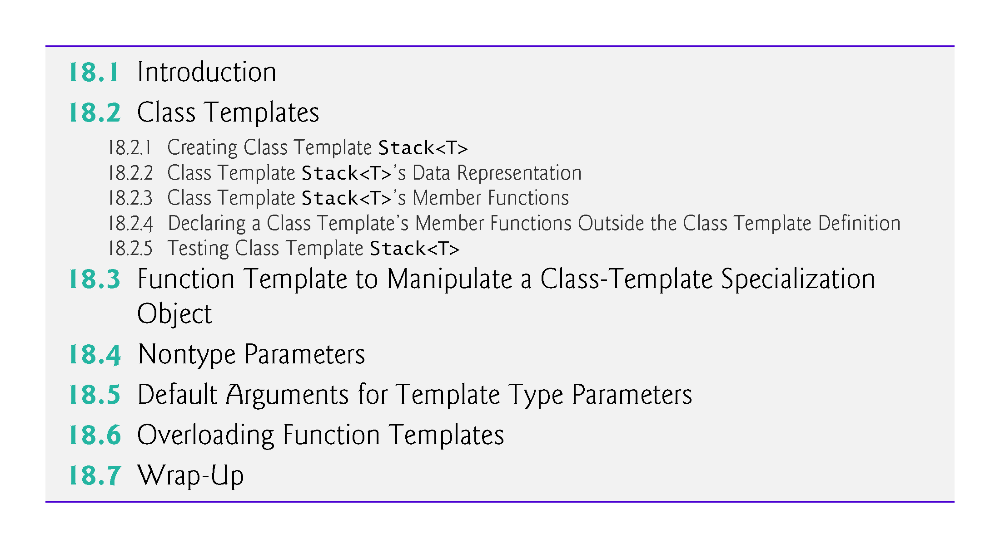 18.1 Introduction
18.2 Class Templates
18.2.1 Creating Class Template Stack<T>
18.2.2 Class Template Stack<T>’s Data Representation
18.2.3 Class Template Stack<T>’s Member Functions
18.2.4 Declaring a Class Template’s Member Functions Outside the Class Template Definition
18.2.5 Testing Class Template Stack<T>
18.3 Function Template to Manipulate a Class-Template Specialization
Object
18.4 Nontype Parameters
18.5 Default Arguments for Template Type Parameters
18.6 Overloading Function Templates
18.7 Wrap-Up